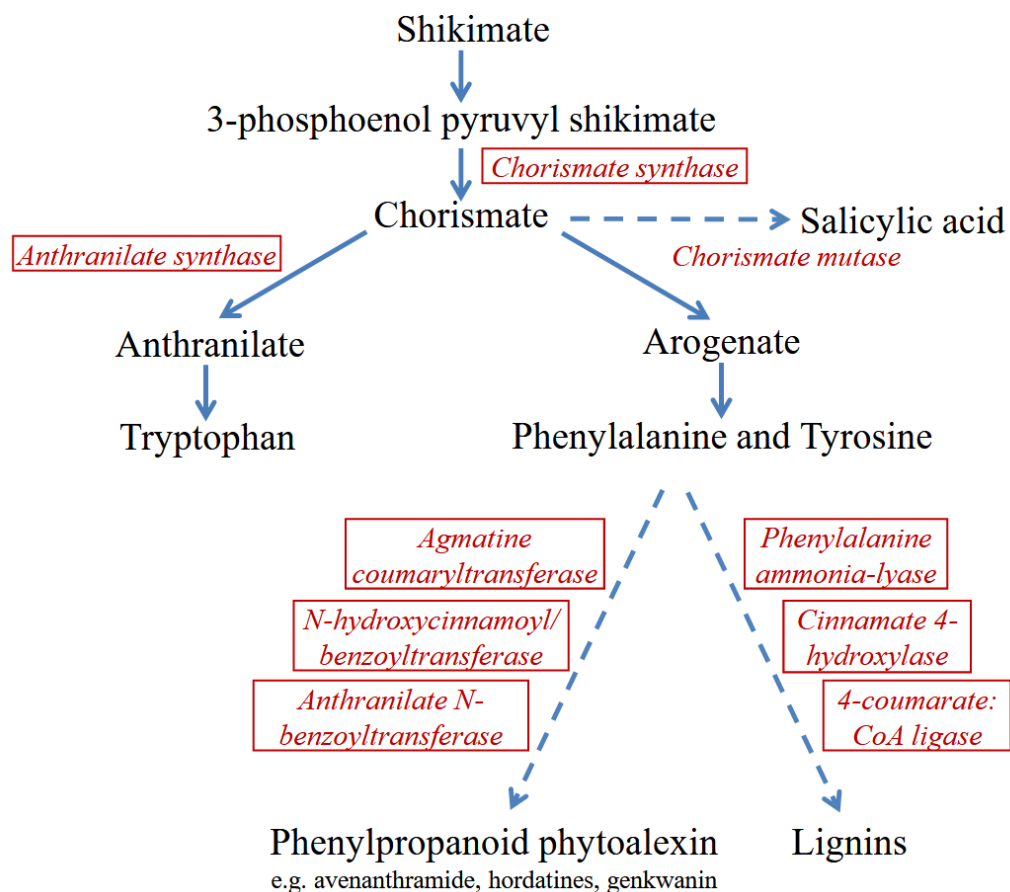 Shikimate
3-phosphoenol pyruvyl shikimate
Chorismate synthase
Chorismate
Salicylic acid
Anthranilate synthase
Chorismate mutase
Anthranilate
Arogenate
Tryptophan
Phenylalanine and Tyrosine
Agmatine
coumaryltransferase
Phenylalanine
ammonia-lyase
N-hydroxycinnamoyl/
benzoyltransferase
Cinnamate 4-
hydroxylase
Anthranilate N-
benzoyltransferase
4-coumarate:
CoA ligase
Phenylpropanoid phytoalexin
Lignins
e.g. avenanthramide, hordatines, genkwanin